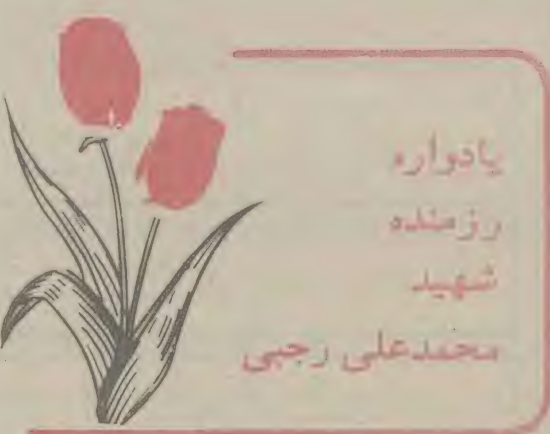 یادواره
رزمنده
شهید
محمدعلی رجبی